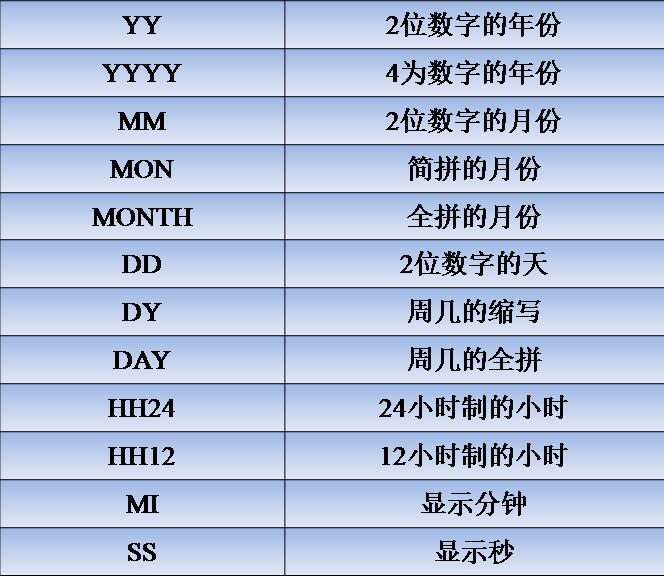 YY 2位数字的年份
YYYY 4为数字的年份
MM 2位数字的月份
MON 简拼的月份
MONTH 全拼的月份
DD 2位数字的天
DY 周几的缩写
DAY 周几的全拼
HH24 24小时制的小时
HH12 12小时制的小时
MI 显示分钟
SS 显示秒